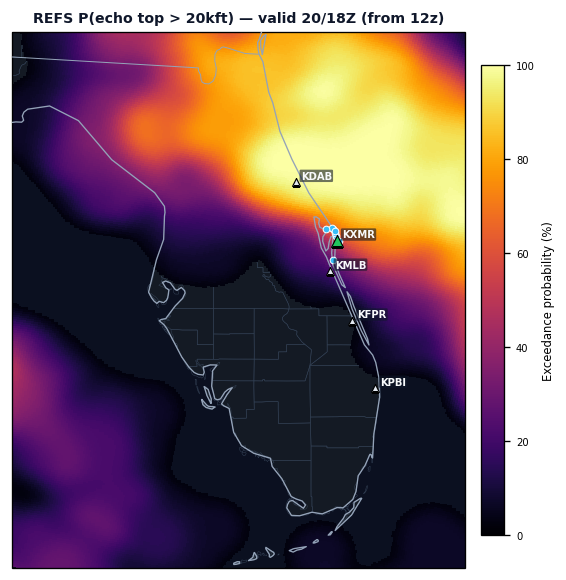 REFS P(echo top > 20kft) — valid 20/18Z (from 12z)
KDAB
KXMR
KMLB
KFPR
KPBI
100
80
60
40
20
0
Exceedance probability (%)